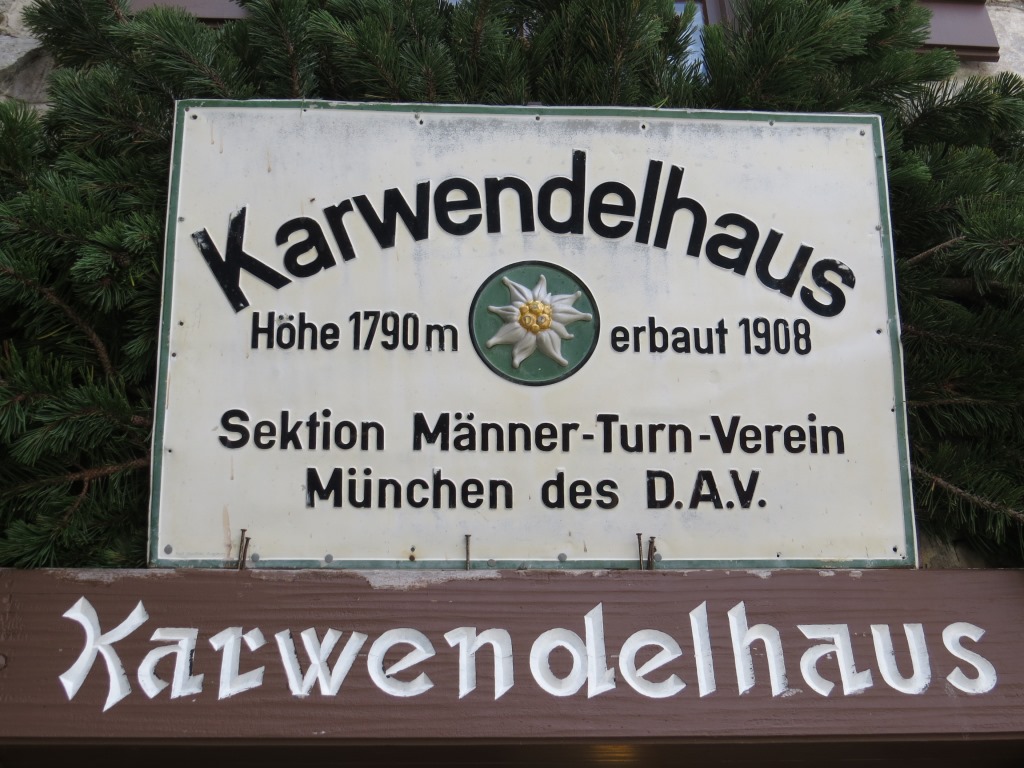 Karwendelhaus
Höhe 1790 m erbaut 1908
Sektion Männer-Turn-Verein
München des D.A.V.
Karwendelhaus